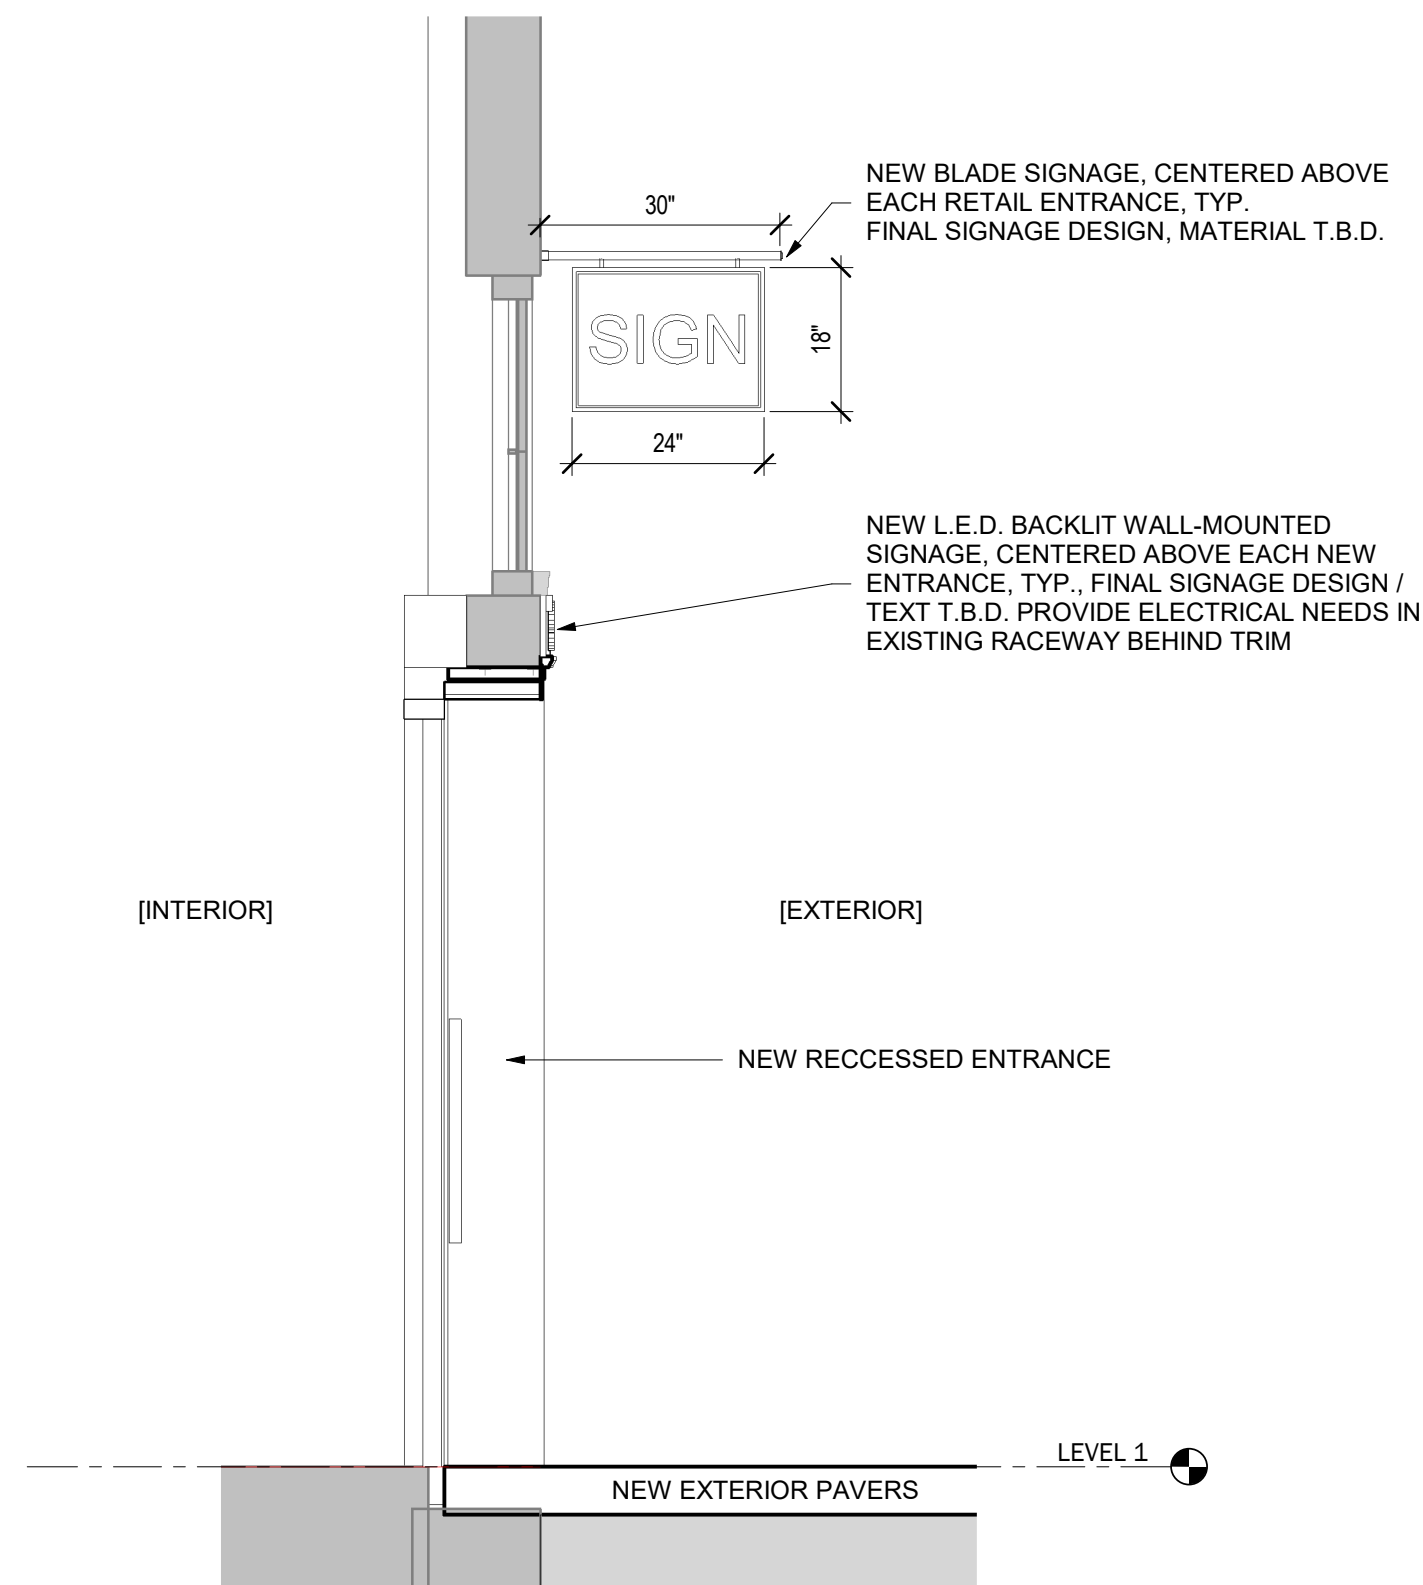 NEW BLADE SIGNAGE, CENTERED ABOVE
EACH RETAIL ENTRANCE, TYP.
FINAL SIGNAGE DESIGN, MATERIAL T.B.D.
30"
SIGN
18"
24"
NEW L.E.D. BACKLIT WALL-MOUNTED
SIGNAGE, CENTERED ABOVE EACH NEW
ENTRANCE, TYP., FINAL SIGNAGE DESIGN /
TEXT T.B.D. PROVIDE ELECTRICAL NEEDS IN
EXISTING RACEWAY BEHIND TRIM
[INTERIOR]
[EXTERIOR]
NEW RECCESSED ENTRANCE
LEVEL 1
NEW EXTERIOR PAVERS